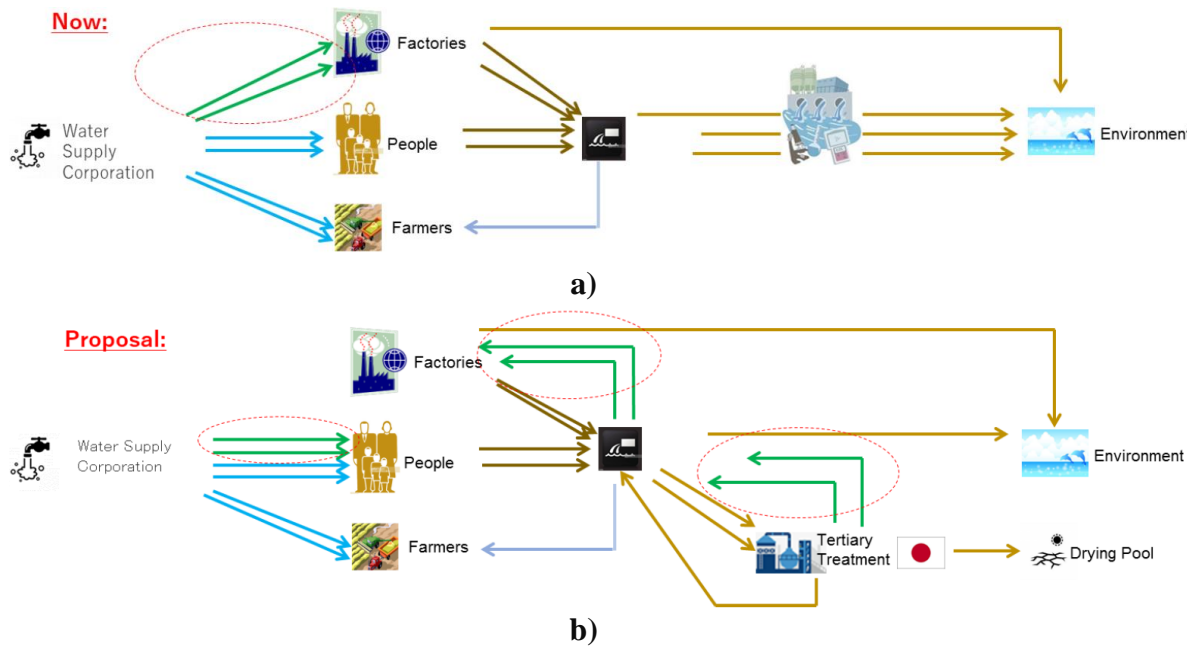 Now:
Factories
Water
Supply
Corporation
People
Environment
Farmers
a)
Proposal:
Factories
Water Supply
Corporation
People
Environment
Tertiary
Treatment
Drying Pool
Farmers
b)